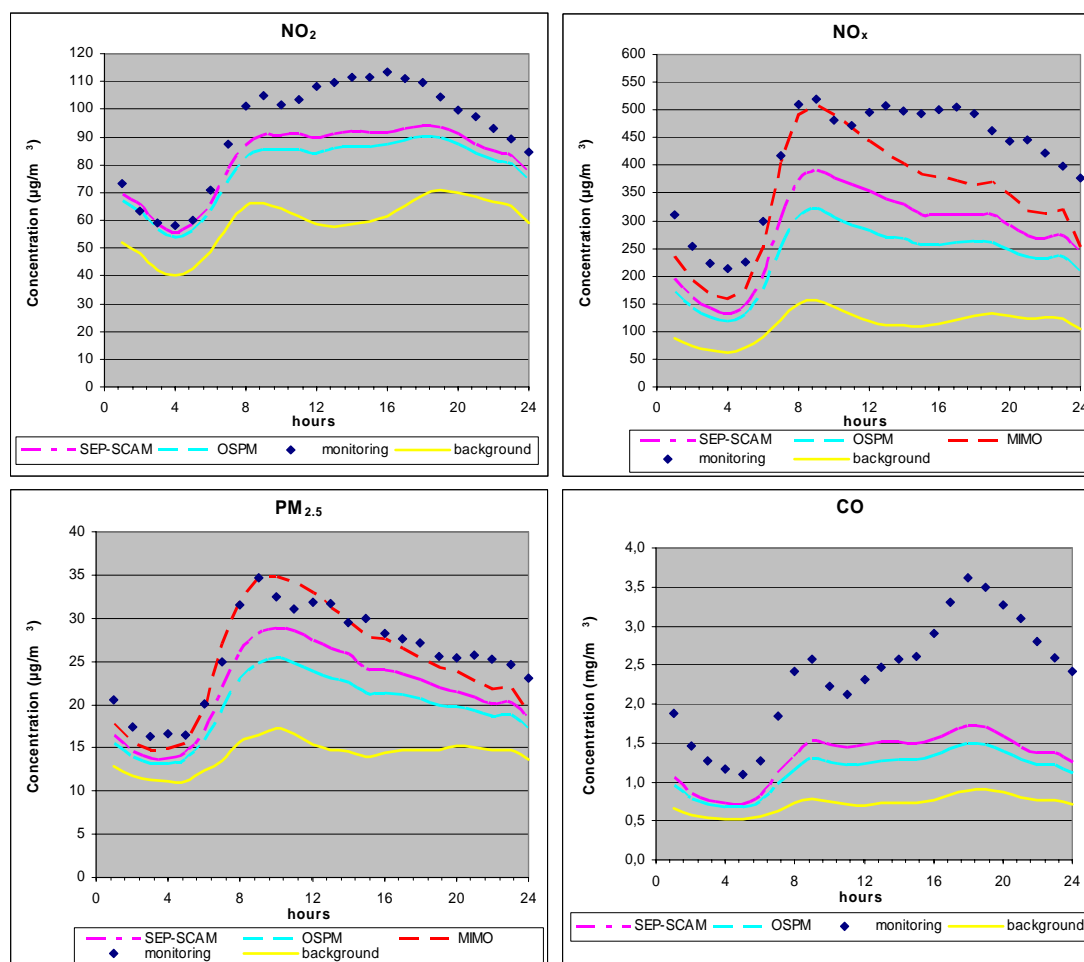 NO₂
Concentration (µg/m ³)
120
110
100
90
80
70
60
50
40
30
20
10
0
0 4 8 12 16 20 24
hours
SEP-SCAM OSPM monitoring background
NOₓ
Concentration (µg/m ³)
600
550
500
450
400
350
300
250
200
150
100
50
0
0 4 8 12 16 20 24
hours
SEP-SCAM OSPM MIMO
monitoring background
PM 2.5
Concentration (µg/m ³)
40
35
30
25
20
15
10
5
0
0 4 8 12 16 20 24
hours
SEP-SCAM OSPM MIMO
monitoring background
CO
Concentration (mg/m ³)
4,0
3,5
3,0
2,5
2,0
1,5
1,0
0,5
0,0
0 4 8 12 16 20 24
hours
SEP-SCAM OSPM monitoring background